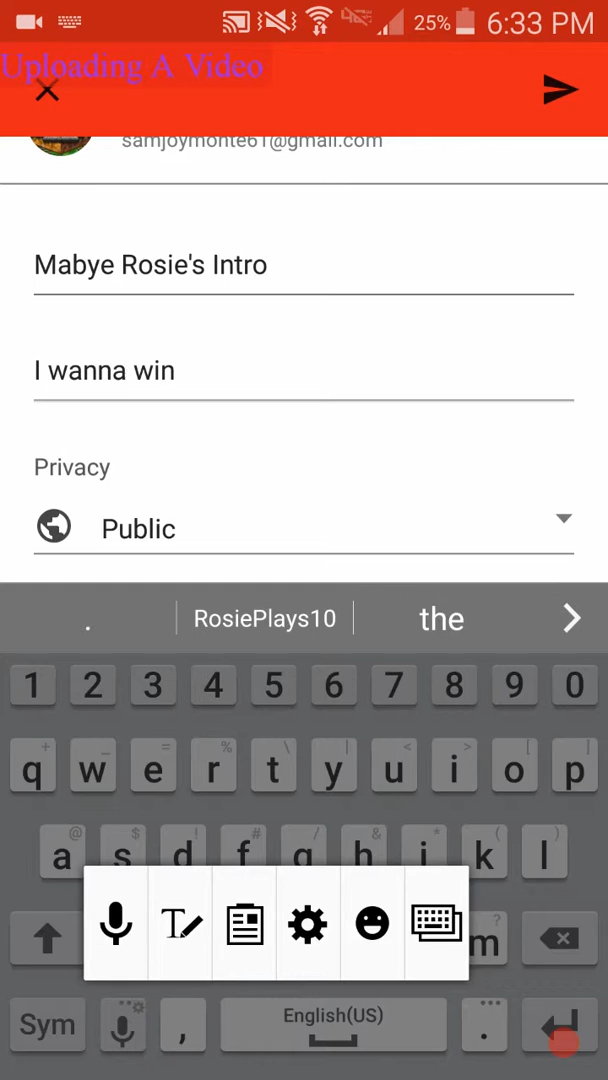 25% 6:33 PM
Uploading A Video
samjoymonte61@gmail.com
Mabye Rosie's Intro
I wanna win
Privacy
Public
. RosiePlays10 the
1 2 3 4 5 6 7 8 9 0
+ _ = % \ | < > [ ]
q w e r t y u i o p
@ $ ! # / & * ( )
a s d f g h j k l
?
m
Sym , English(US) .